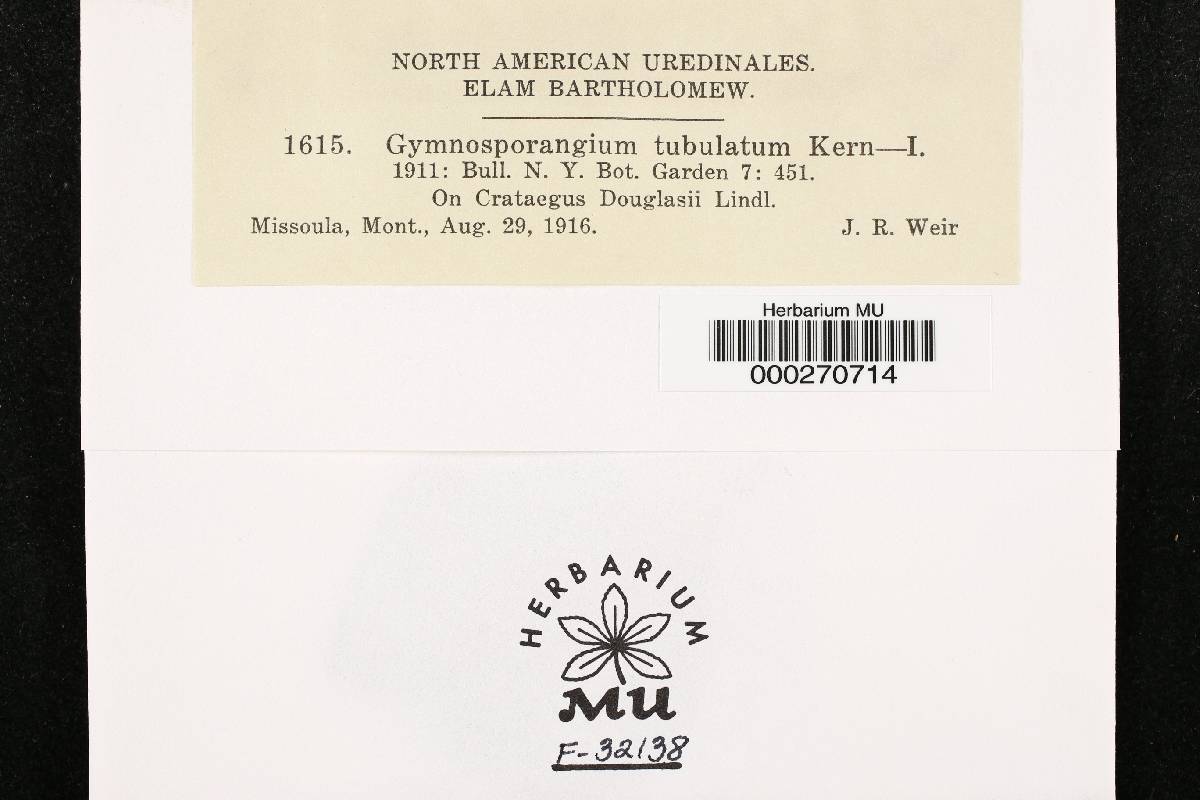 NORTH AMERICAN UREDINALES.
ELAM BARTHOLOMEW.
1615. Gymnosporangium tubulatum Kern—I.
1911: Bull. N. Y. Bot. Garden 7: 451.
On Crataegus Douglasii Lindl.
Missoula, Mont., Aug. 29, 1916. J. R. Weir
Herbarium MU
000270714
HERBARIUM
MU
F-32138